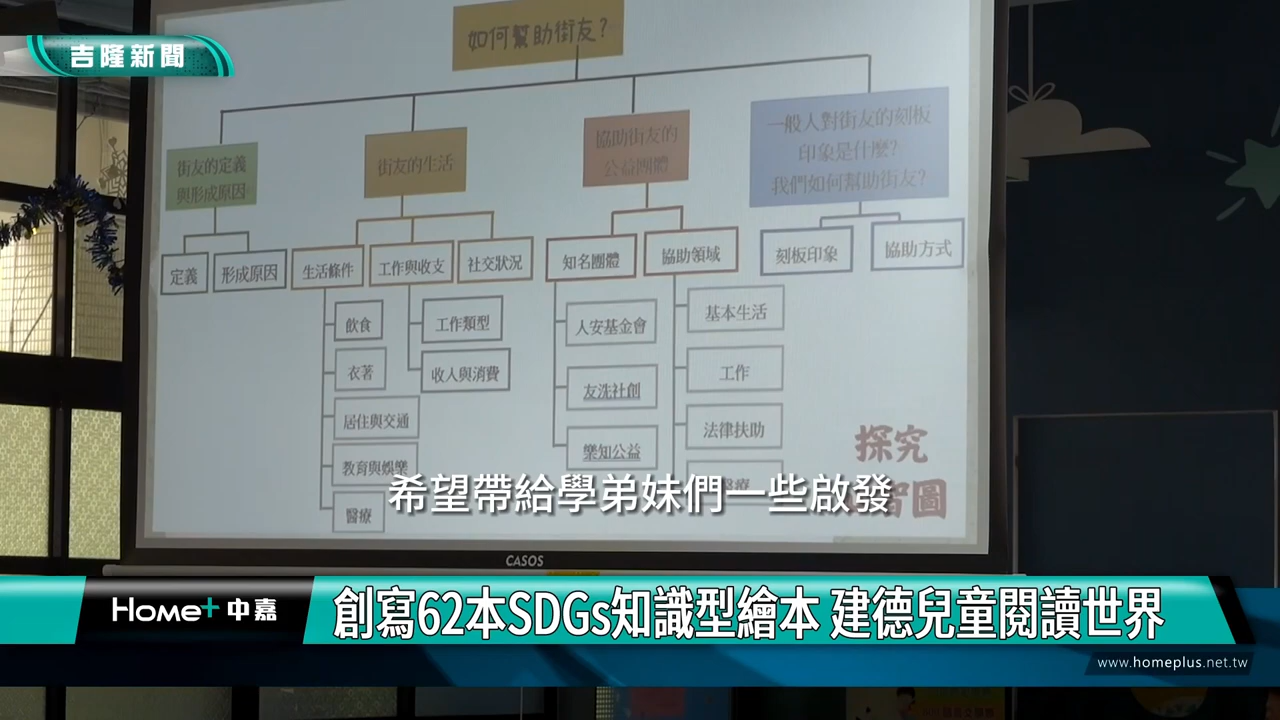 吉隆新聞
如何幫助街友?
街友的定義
與形成原因
街友的生活
協助街友的
公益團體
一般人對街友的刻板
印象是什麼?
我們如何幫助街友?
定義
形成原因
生活條件
工作與收支
社交狀況
知名團體
協助領域
刻板印象
協助方式
飲食
衣著
居住與交通
教育與娛樂
醫療
工作類型
收入與消費
人安基金會
友洗社創
樂知公益
基本生活
工作
法律扶助
醫療
探究
智圖
希望帶給學弟妹們一些啟發
CASOS
Home+ 中嘉
創寫62本SDGs知識型繪本 建德兒童閱讀世界
www.homeplus.net.tw